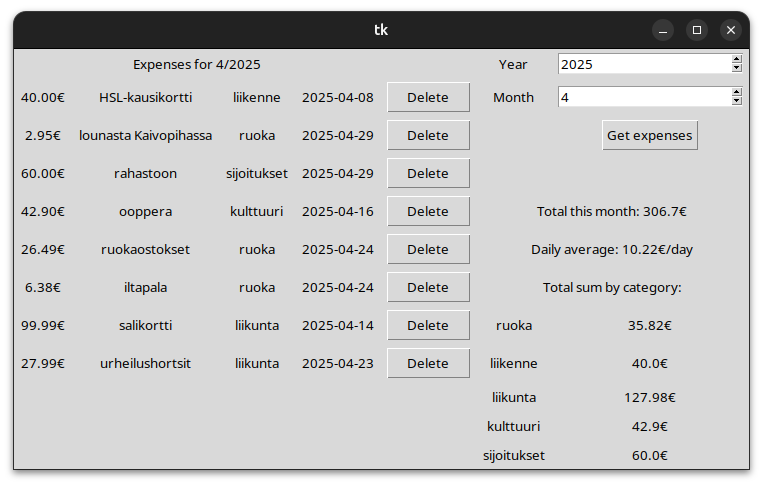 tk
Expenses for 4/2025 Year 2025
40.00€ HSL-kausikortti liikenne 2025-04-08 Delete Month 4
2.95€ lounasta Kaivopihassa ruoka 2025-04-29 Delete Get expenses
60.00€ rahastoon sijoitukset 2025-04-29 Delete
42.90€ ooppera kulttuuri 2025-04-16 Delete Total this month: 306.7€
26.49€ ruokaostokset ruoka 2025-04-24 Delete Daily average: 10.22€/day
6.38€ iltapala ruoka 2025-04-24 Delete Total sum by category:
99.99€ salikortti liikunta 2025-04-14 Delete ruoka 35.82€
27.99€ urheilushortsit liikunta 2025-04-23 Delete liikenne 40.0€
liikunta 127.98€
kulttuuri 42.9€
sijoitukset 60.0€